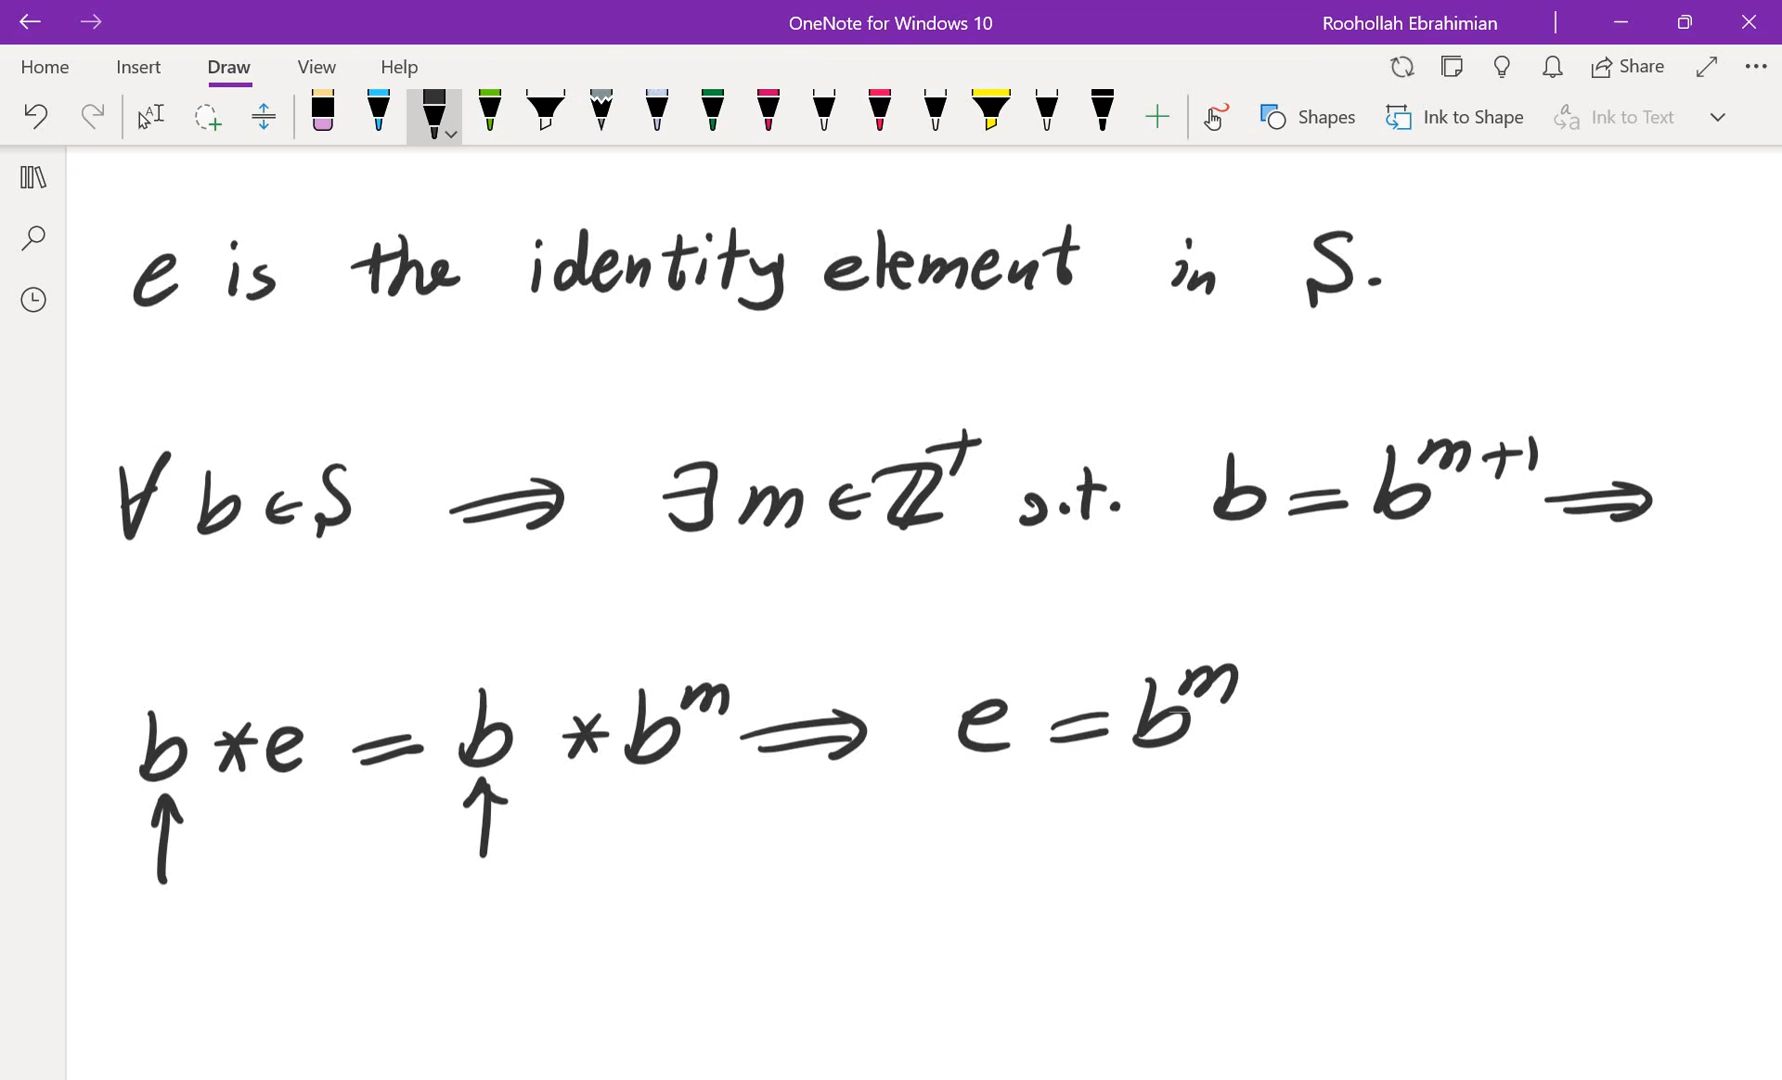 OneNote for Windows 10 Roohollah Ebrahimian
Home Insert Draw View Help Share
Shapes Ink to Shape Ink to Text
e is the identity element in S.
∀ b ∈ S ⟹ ∃ m ∈ ℤ⁺ s.t. b = b^{m+1} ⟹
b * e = b * b^m ⟹ e = b^m